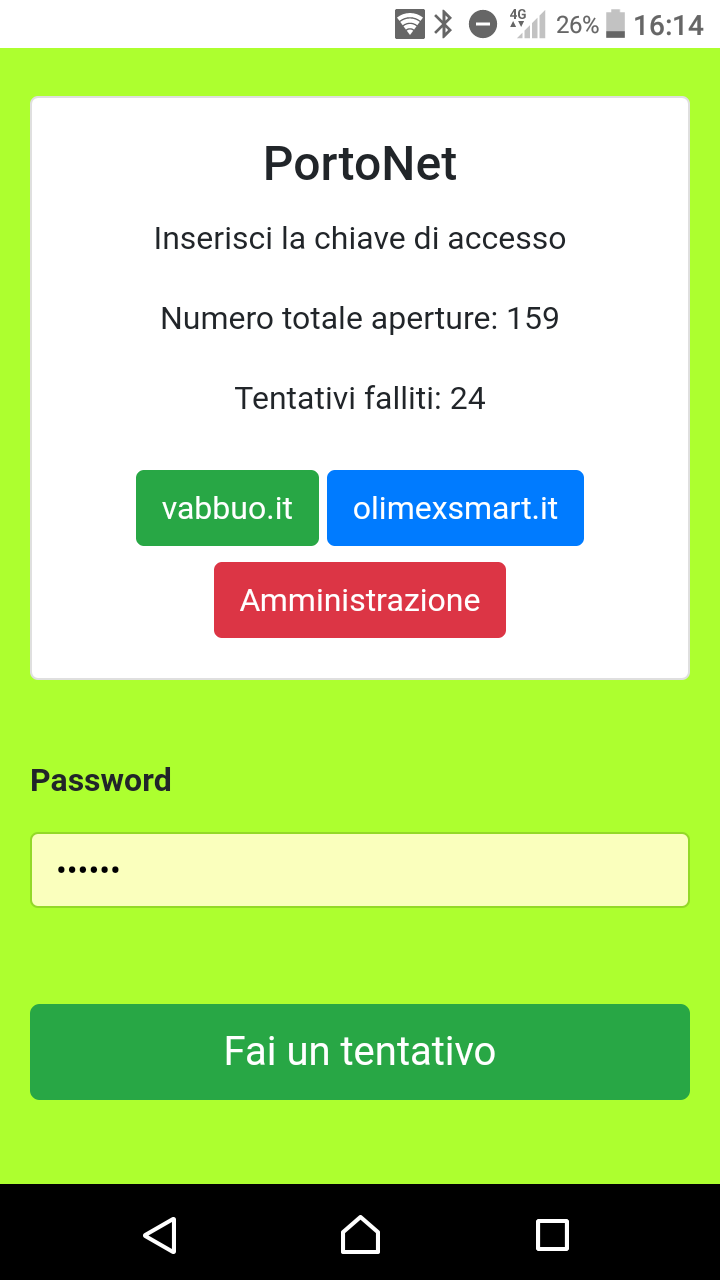 4G 26% 16:14
PortoNet
Inserisci la chiave di accesso
Numero totale aperture: 159
Tentativi falliti: 24
vabbuo.it olimexsmart.it
Amministrazione
Password
••••••
Fai un tentativo